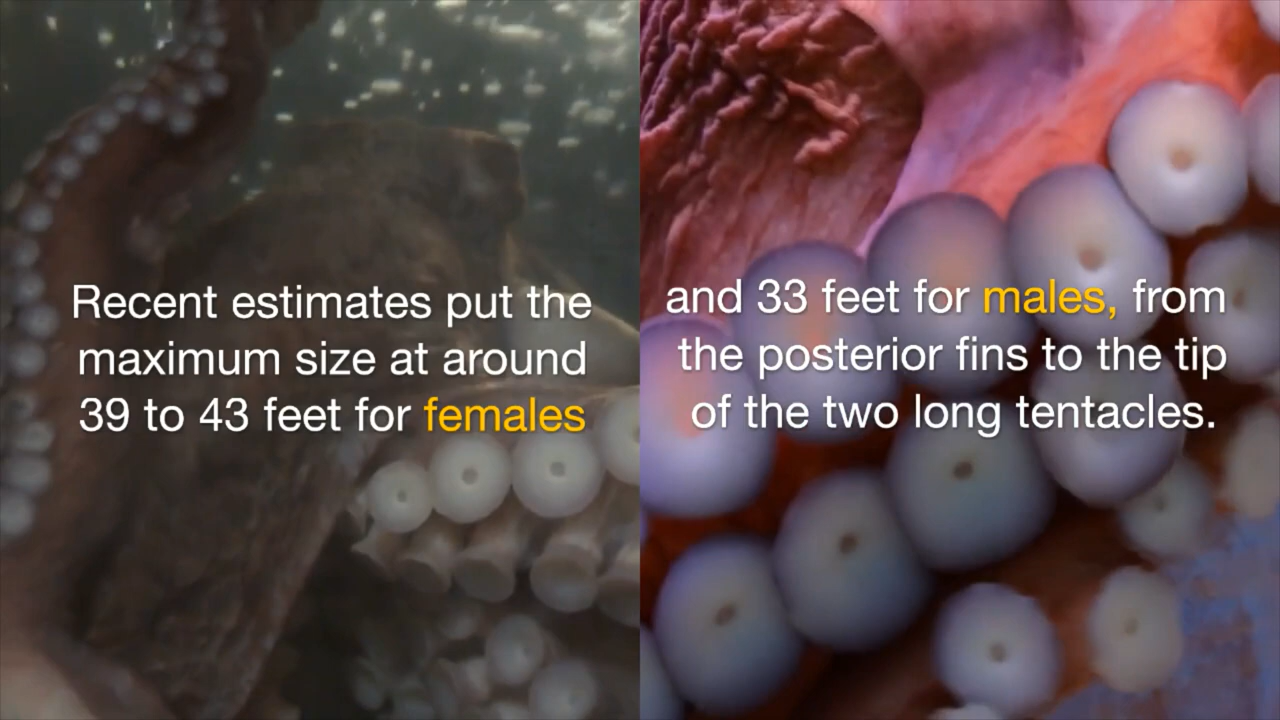 Recent estimates put the
maximum size at around
39 to 43 feet for females
and 33 feet for males, from
the posterior fins to the tip
of the two long tentacles.